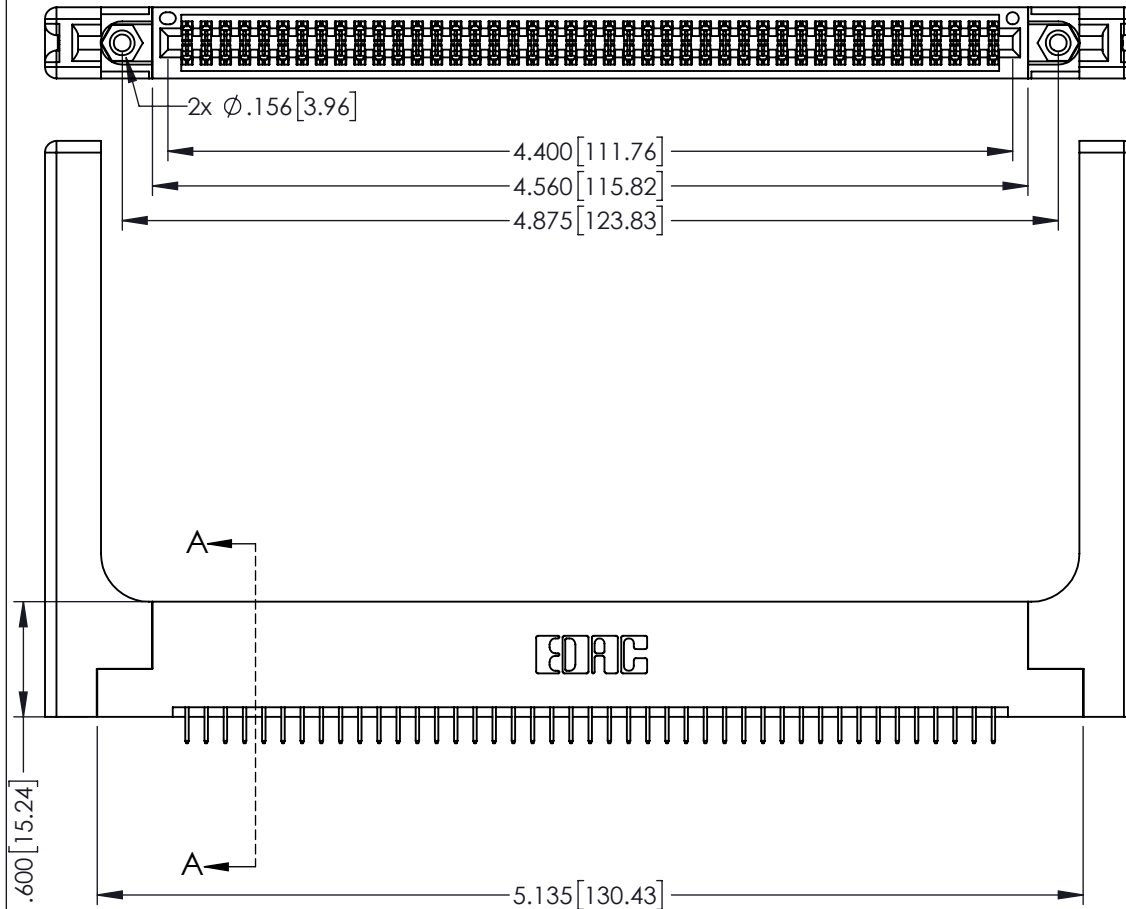 2x ∅.156[3.96]
4.400[111.76]
4.560[115.82]
4.875[123.83]
A
EDAC
A
.600[15.24]
5.135[130.43]